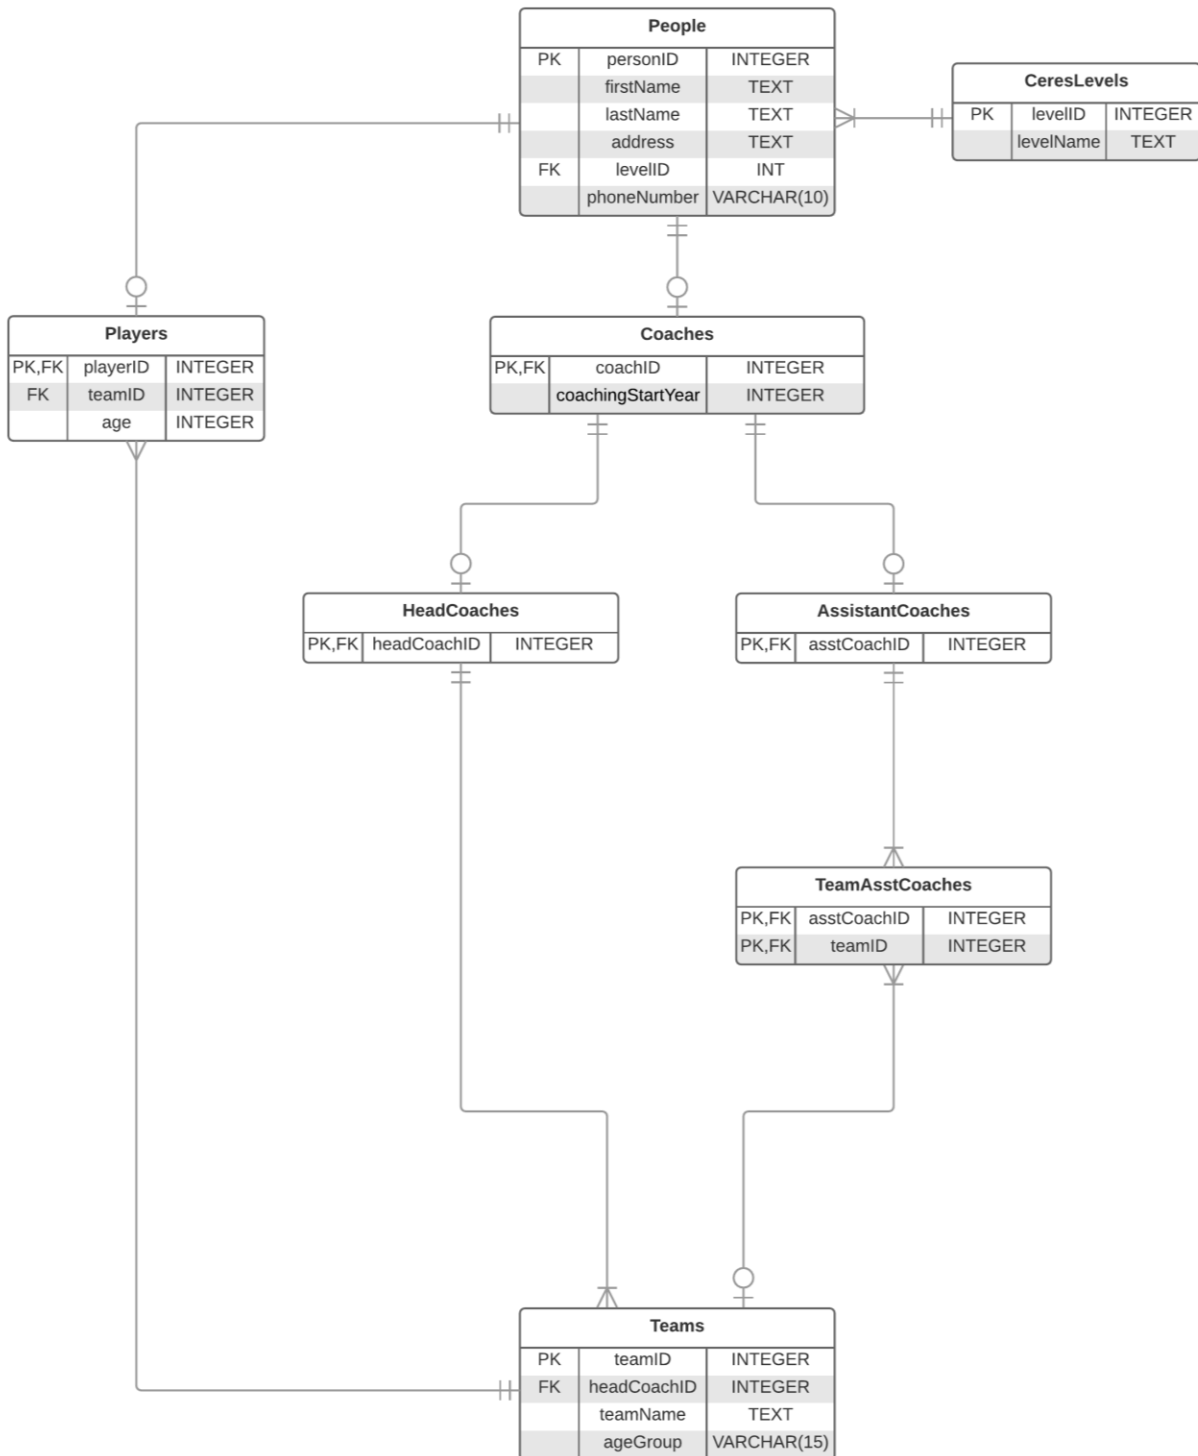 People
PK personID INTEGER
firstName TEXT
lastName TEXT
address TEXT
FK levelID INT
phoneNumber VARCHAR(10)
CeresLevels
PK levelID INTEGER
levelName TEXT
Players
PK,FK playerID INTEGER
FK teamID INTEGER
age INTEGER
Coaches
PK,FK coachID INTEGER
coachingStartYear INTEGER
HeadCoaches
PK,FK headCoachID INTEGER
AssistantCoaches
PK,FK asstCoachID INTEGER
TeamAsstCoaches
PK,FK asstCoachID INTEGER
PK,FK teamID INTEGER
Teams
PK teamID INTEGER
FK headCoachID INTEGER
teamName TEXT
ageGroup VARCHAR(15)